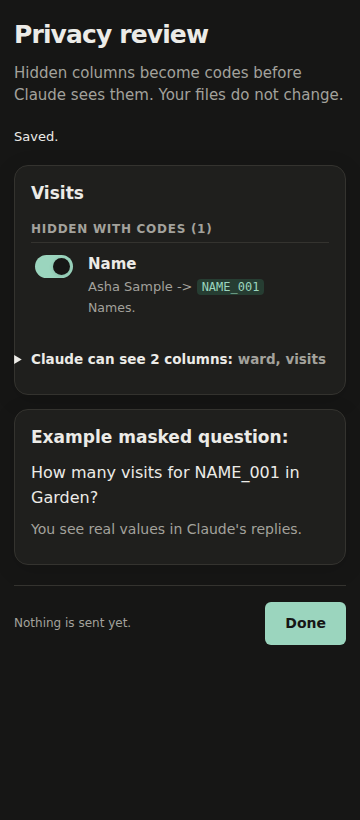 Privacy review
Hidden columns become codes before
Claude sees them. Your files do not change.
Saved.
Visits
HIDDEN WITH CODES (1)
Name
Asha Sample -> NAME_001
Names.
Claude can see 2 columns: ward, visits
Example masked question:
How many visits for NAME_001 in
Garden?
You see real values in Claude's replies.
Nothing is sent yet.
Done